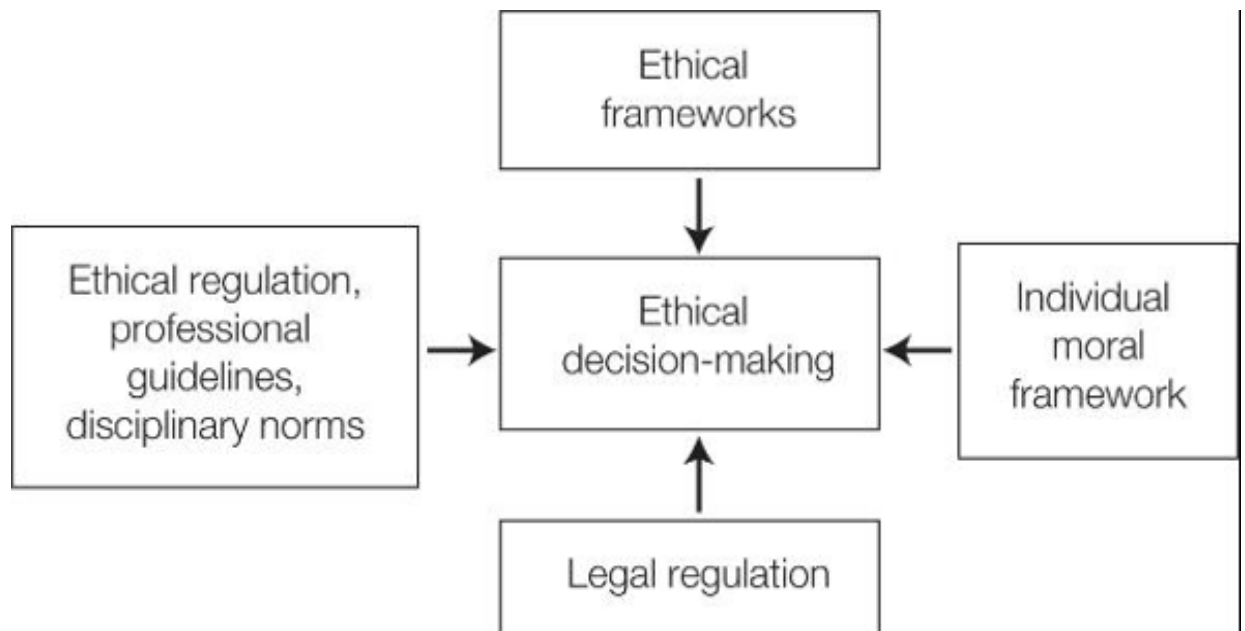 Ethical
frameworks
Ethical regulation,
professional
guidelines,
disciplinary norms
Ethical
decision-making
Individual
moral
framework
Legal regulation